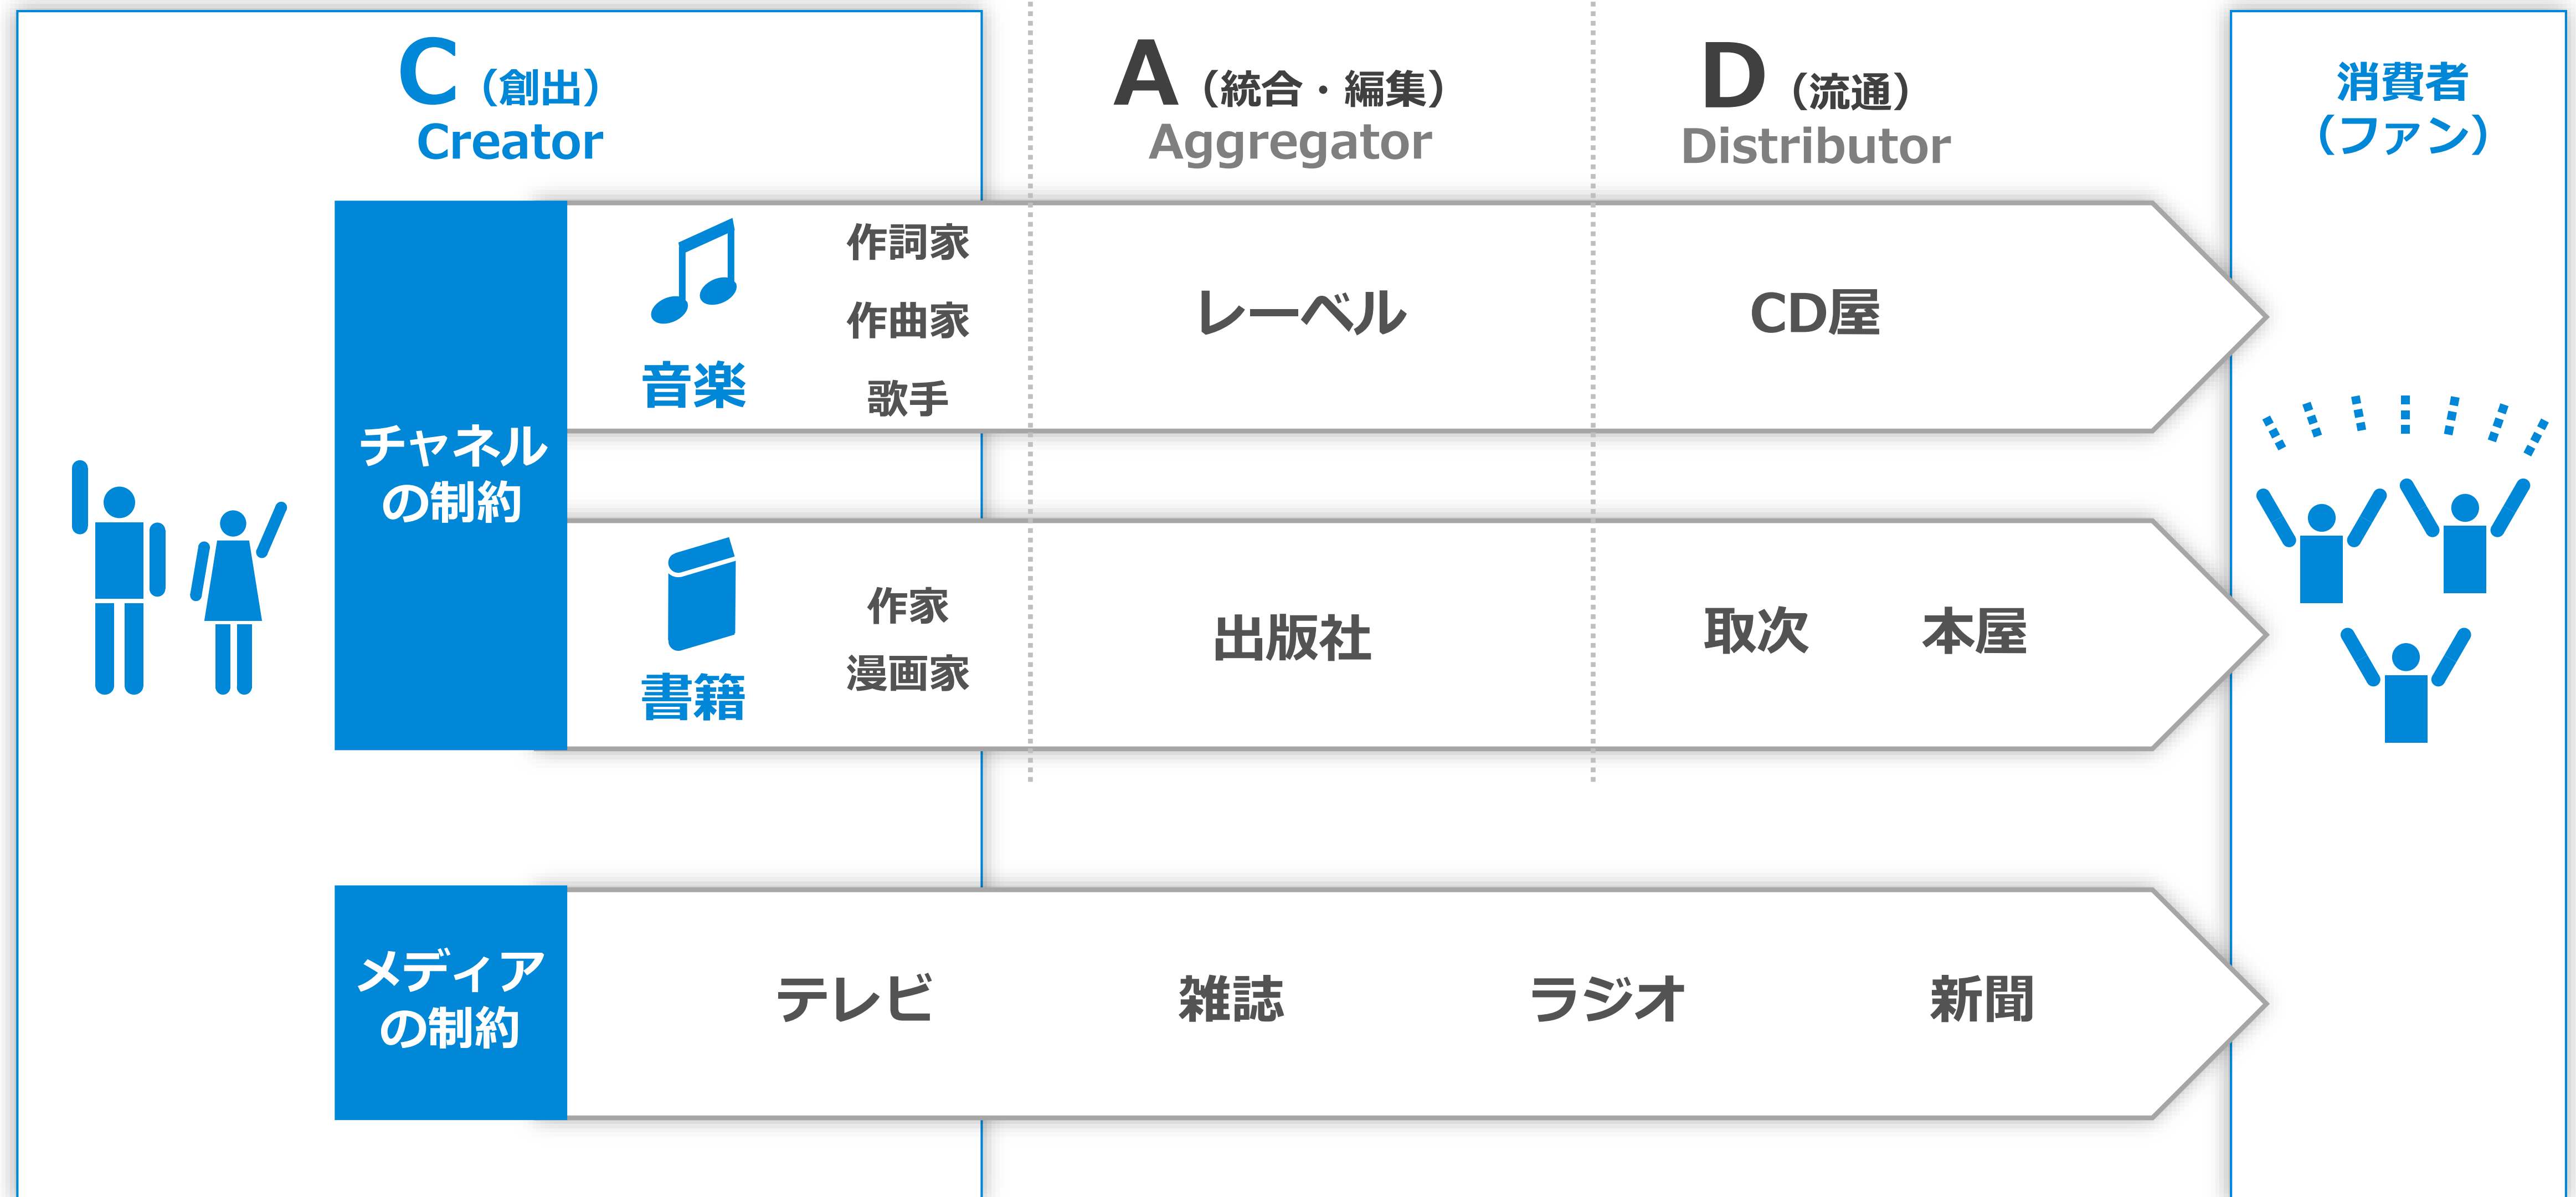 C（創出）
Creator
A（統合・編集）
Aggregator
D（流通）
Distributor
消費者
（ファン）
チャネル
の制約
音楽
作詞家
作曲家
歌手
レーベル
CD屋
書籍
作家
漫画家
出版社
取次 本屋
メディア
の制約
テレビ 雑誌 ラジオ 新聞